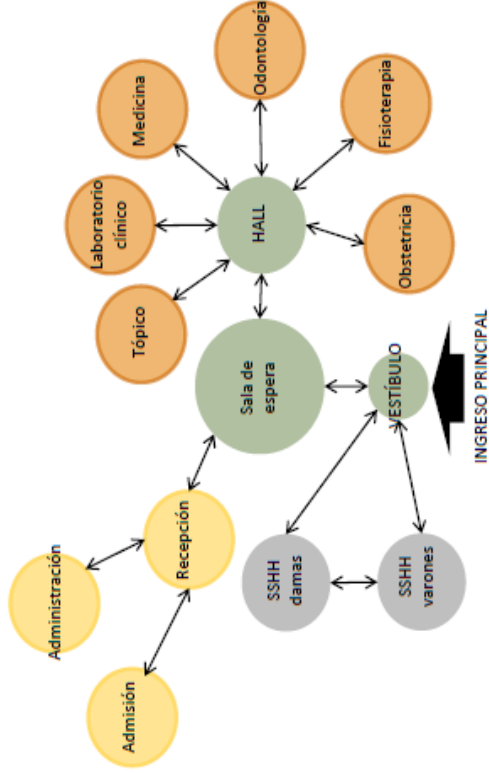 Administración
Admisión
Recepción
Sala de
espera
Tópico
Laboratorio
clínico
Medicina
Odontología
HALL
Fisioterapia
Obstetricia
VESTÍBULO
SSHH
damas
SSHH
varones
INGRESO PRINCIPAL